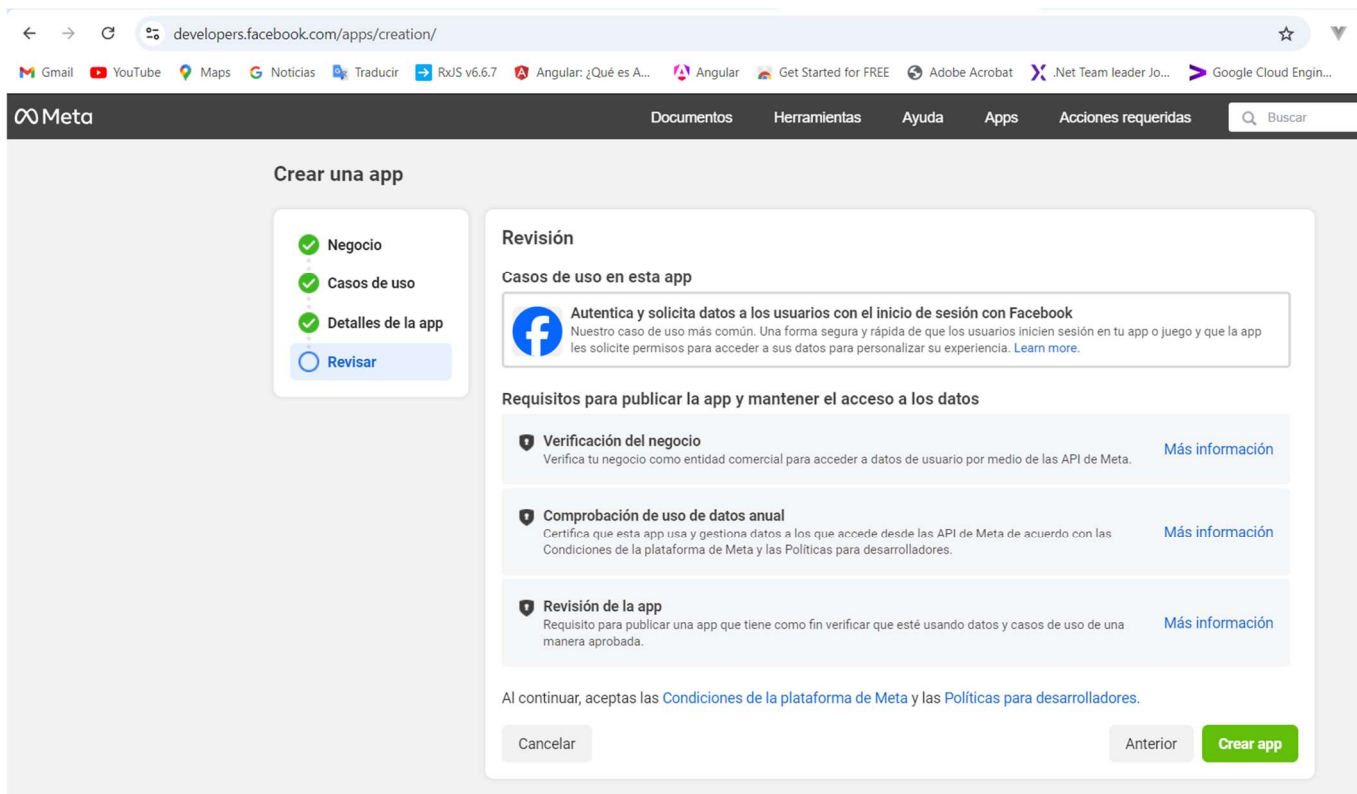 developers.facebook.com/apps/creation/
Gmail YouTube Maps Noticias Traducir RxJS v6.6.7 Angular: ¿Qué es A... Angular Get Started for FREE Adobe Acrobat .Net Team leader Jo... Google Cloud Engin...
Meta Documentos Herramientas Ayuda Apps Acciones requeridas Buscar
Crear una app
Negocio
Casos de uso
Detalles de la app
Revisar
Revisión
Casos de uso en esta app
Autentica y solicita datos a los usuarios con el inicio de sesión con Facebook
Nuestro caso de uso más común. Una forma segura y rápida de que los usuarios inicien sesión en tu app o juego y que la app
les solicite permisos para acceder a sus datos para personalizar su experiencia. Learn more.
Requisitos para publicar la app y mantener el acceso a los datos
Verificación del negocio
Verifica tu negocio como entidad comercial para acceder a datos de usuario por medio de las API de Meta.
Más información
Comprobación de uso de datos anual
Certifica que esta app usa y gestiona datos a los que accede desde las API de Meta de acuerdo con las
Condiciones de la plataforma de Meta y las Políticas para desarrolladores.
Más información
Revisión de la app
Requisito para publicar una app que tiene como fin verificar que esté usando datos y casos de uso de una
manera aprobada.
Más información
Al continuar, aceptas las Condiciones de la plataforma de Meta y las Políticas para desarrolladores.
Cancelar Anterior Crear app